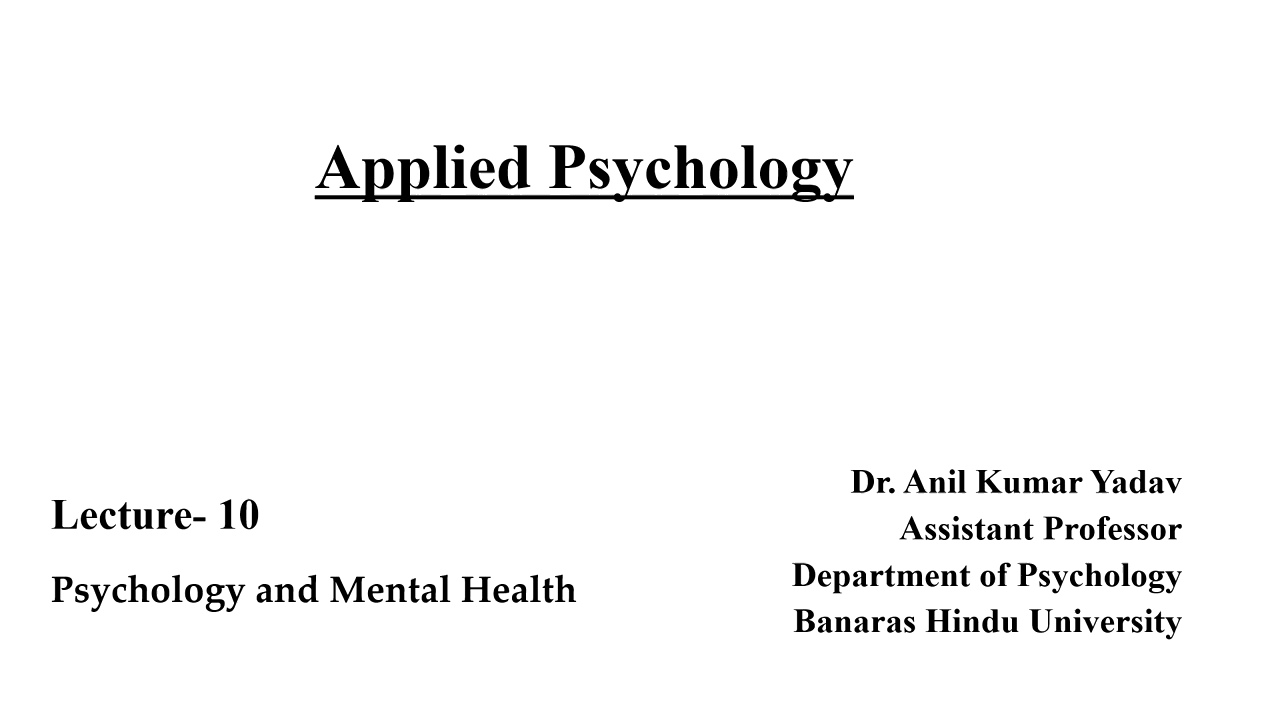 Applied Psychology
Lecture- 10
Psychology and Mental Health
Dr. Anil Kumar Yadav
Assistant Professor
Department of Psychology
Banaras Hindu University